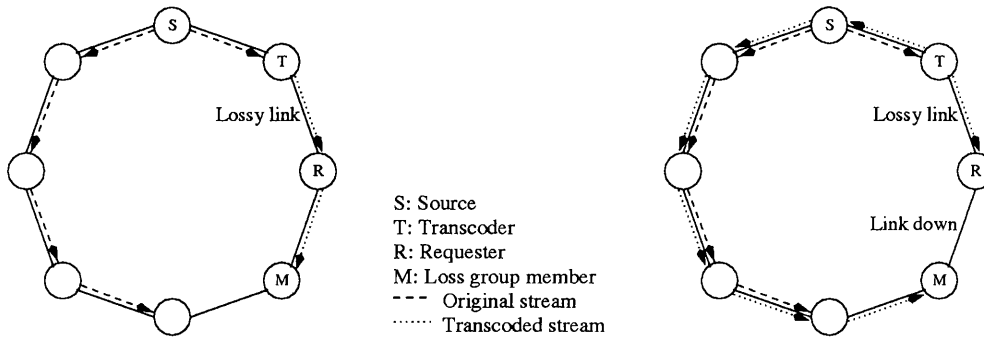 S
T
Lossy link
R
M
S: Source
T: Transcoder
R: Requester
M: Loss group member
Original stream
Transcoded stream
S
T
Lossy link
R
Link down
M